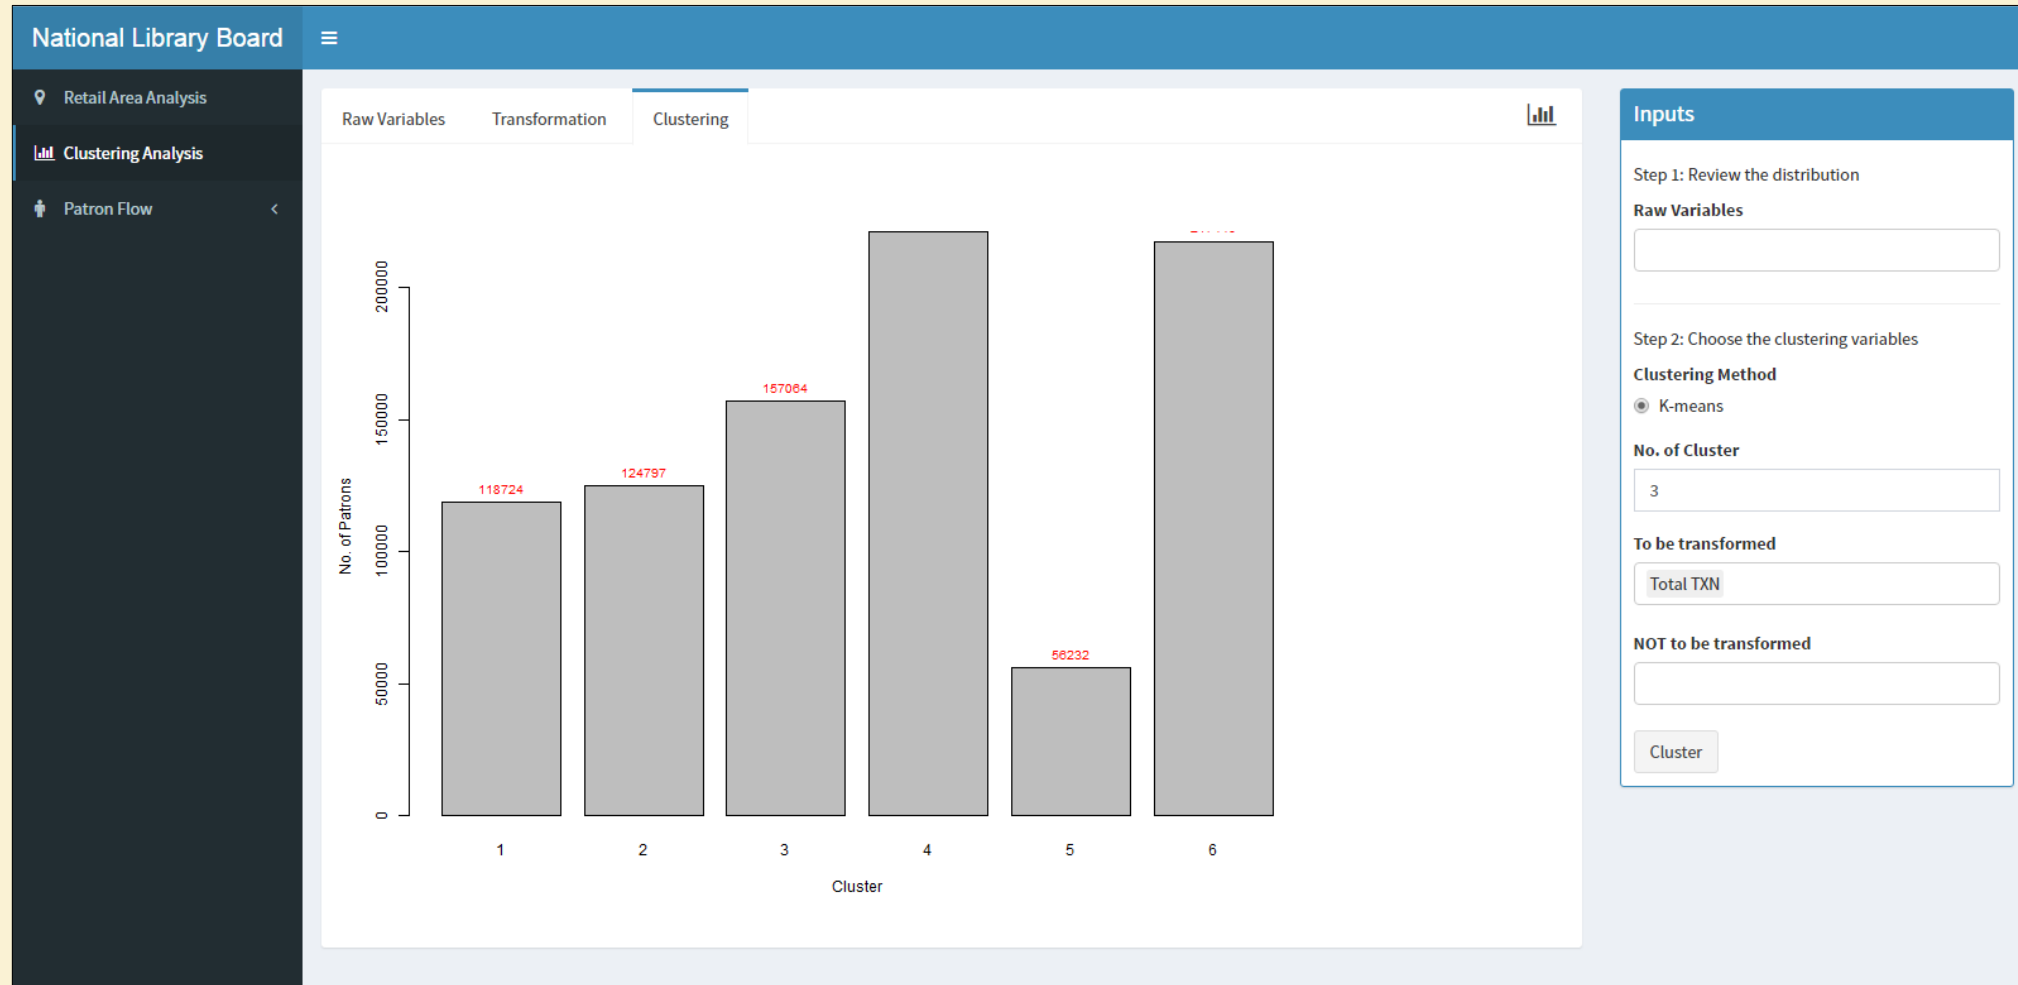 National Library Board
Retail Area Analysis
Clustering Analysis
Patron Flow
Raw Variables Transformation Clustering
No. of Patrons
0 50000 100000 150000 200000
118724
124797
157064
56232
1 2 3 4 5 6
Cluster
Inputs
Step 1: Review the distribution
Raw Variables
Step 2: Choose the clustering variables
Clustering Method
K-means
No. of Cluster
3
To be transformed
Total TXN
NOT to be transformed
Cluster